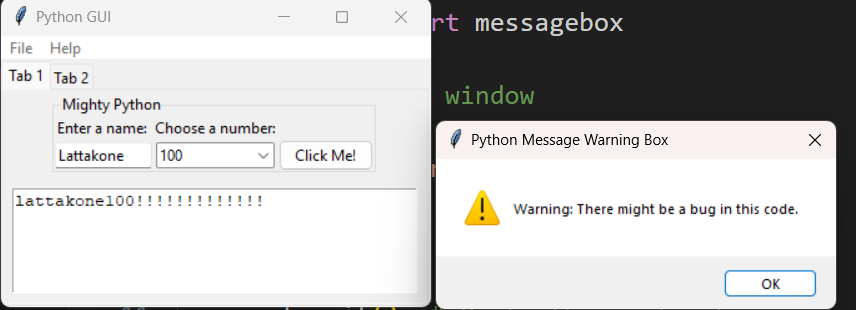 Python GUI
File Help
Tab 1 Tab 2
Mighty Python
Enter a name: Choose a number:
Lattakone 100 Click Me!
lattakone100!!!!!!!!!!!!!
rt messagebox
window
Python Message Warning Box
Warning: There might be a bug in this code.
OK